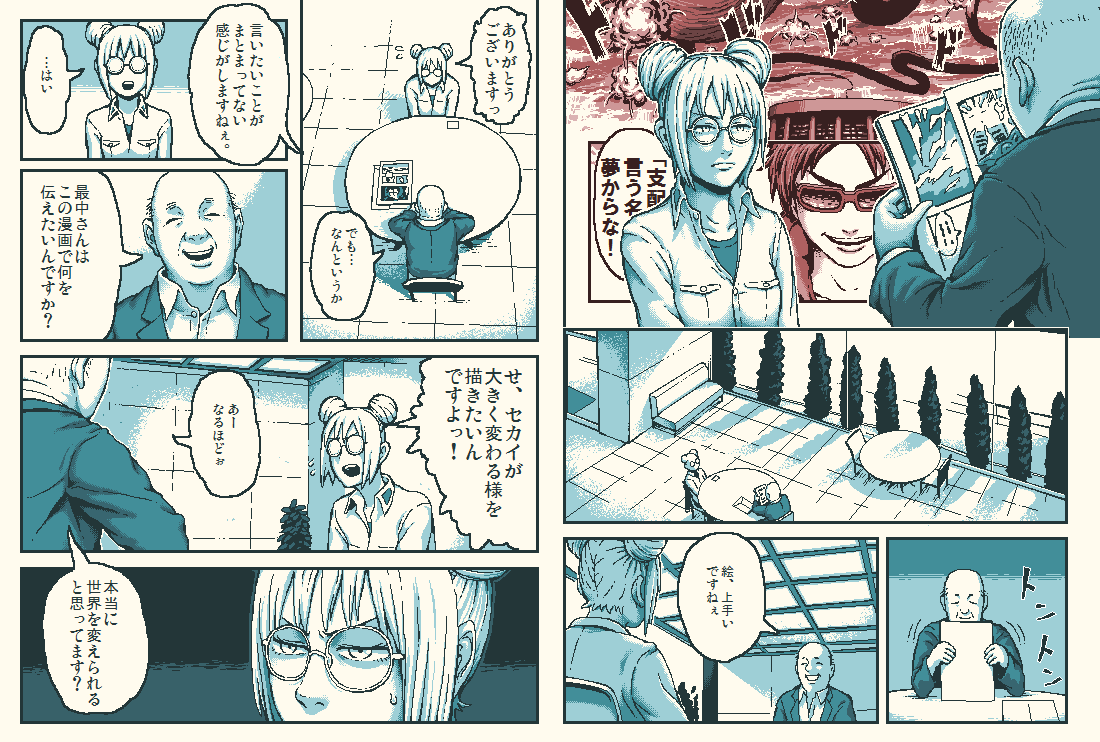 「支配
言う名
夢からな！
ドドド
ドド
絵、上手い
ですねぇ
トン
トン
ありがとう
ございますっ
でも…
なんというか
言いたいことが
まとまってない
感じがしますねぇ。
…はい
最中さんは
この漫画で何を
伝えたいんですか？
せ、セカイが
大きく変わる様を
描きたいん
ですよっ！
あー
なるほどぉ
本当に
世界を変えられる
と思ってます？